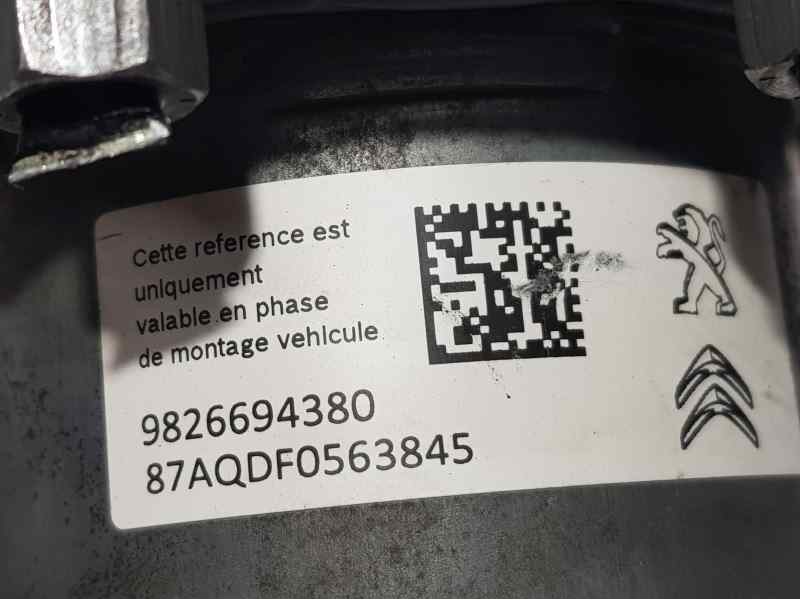 Cette reference est
uniquement
valable en phase
de montage vehicule
9826694380
87AQDF0563845